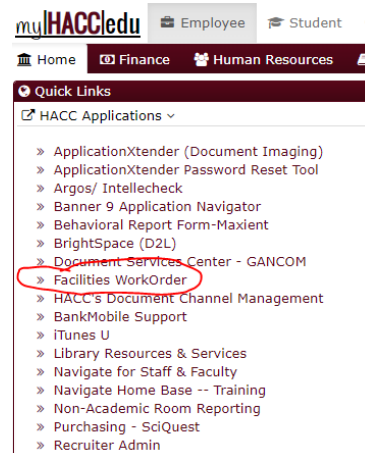 my|HACC|edu Employee Student
Home Finance Human Resources
Quick Links
HACC Applications
» ApplicationXtender (Document Imaging)
» ApplicationXtender Password Reset Tool
» Argos/ Intellecheck
» Banner 9 Application Navigator
» Behavioral Report Form-Maxient
» BrightSpace (D2L)
» Document Services Center - GANCOM
» Facilities WorkOrder
» HACC's Document Channel Management
» BankMobile Support
» iTunes U
» Library Resources & Services
» Navigate for Staff & Faculty
» Navigate Home Base -- Training
» Non-Academic Room Reporting
» Purchasing - SciQuest
» Recruiter Admin